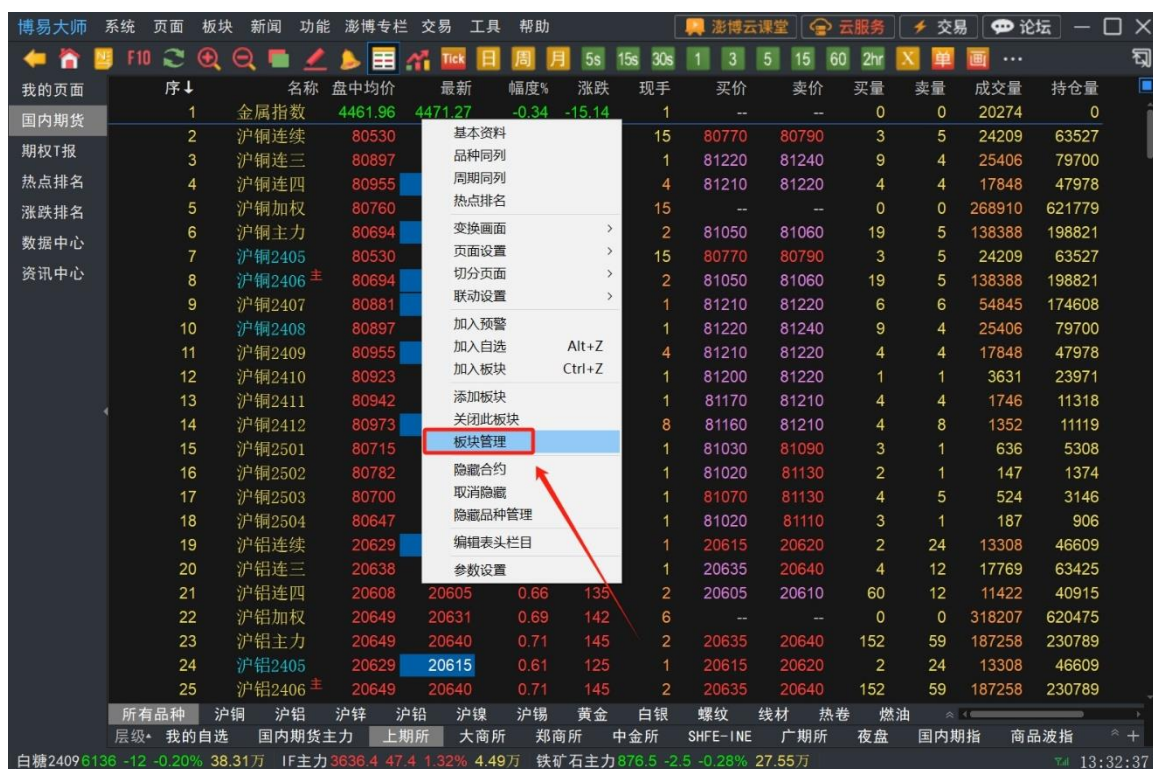 博易大师 系统 页面 板块 新闻 功能 澎博专栏 交易 工具 帮助 澎博云课堂 云服务 交易 论坛
F10 Tick 日 周 月 5s 15s 30s 1 3 5 15 60 2hr X 单 画 ...
我的页面
国内期货
期权T报
热点排名
涨跌排名
数据中心
资讯中心
序↓ 名称 盘中均价 最新 幅度% 涨跌 现手 买价 卖价 买量 卖量 成交量 持仓量
1 金属指数 4461.96 4471.27 -0.34 -15.14 1 -- -- 0 0 20274 0
2 沪铜连续 80530 15 80770 80790 3 5 24209 63527
3 沪铜连三 80897 1 81220 81240 9 4 25406 79700
4 沪铜连四 80955 4 81210 81220 4 4 17848 47978
5 沪铜加权 80760 15 -- -- 0 0 268910 621779
6 沪铜主力 80694 2 81050 81060 19 5 138388 198821
7 沪铜2405 80530 15 80770 80790 3 5 24209 63527
8 沪铜2406 主 80694 2 81050 81060 19 5 138388 198821
9 沪铜2407 80881 1 81210 81220 6 6 54845 174608
10 沪铜2408 80897 1 81220 81240 9 4 25406 79700
11 沪铜2409 80955 4 81210 81220 4 4 17848 47978
12 沪铜2410 80923 1 81200 81220 1 1 3631 23971
13 沪铜2411 80942 1 81170 81210 4 4 1746 11318
14 沪铜2412 80973 8 81160 81210 4 8 1352 11119
15 沪铜2501 80715 1 81030 81090 3 1 636 5308
16 沪铜2502 80782 1 81020 81130 2 1 147 1374
17 沪铜2503 80700 1 81070 81130 4 5 524 3146
18 沪铜2504 80647 1 81020 81110 3 1 187 906
19 沪铝连续 20629 1 20615 20620 2 24 13308 46609
20 沪铝连三 20638 1 20635 20640 4 12 17769 63425
21 沪铝连四 20608 20605 0.66 135 2 20605 20610 60 12 11422 40915
22 沪铝加权 20649 20631 0.69 142 6 -- -- 0 0 318207 620475
23 沪铝主力 20649 20640 0.71 145 2 20635 20640 152 59 187258 230789
24 沪铝2405 20629 20615 0.61 125 1 20615 20620 2 24 13308 46609
25 沪铝2406 主 20649 20640 0.71 145 2 20635 20640 152 59 187258 230789
基本资料
品种同列
周期同列
热点排名
变换画面 >
页面设置 >
切分页面 >
联动设置 >
加入预警
加入自选 Alt+Z
加入板块 Ctrl+Z
添加板块
关闭此板块
板块管理
隐藏合约
取消隐藏
隐藏品种管理
编辑表头栏目
参数设置
所有品种 沪铜 沪铝 沪锌 沪铅 沪镍 沪锡 黄金 白银 螺纹 线材 热卷 燃油
层级 我的自选 国内期货主力 上期所 大商所 郑商所 中金所 SHFE-INE 广期所 夜盘 国内期指 商品波指
白糖2409 6136 -12 -0.20% 38.31万 IF主力 3636.4 47.4 1.32% 4.49万 铁矿石主力 876.5 -2.5 -0.28% 27.55万 13:32:37